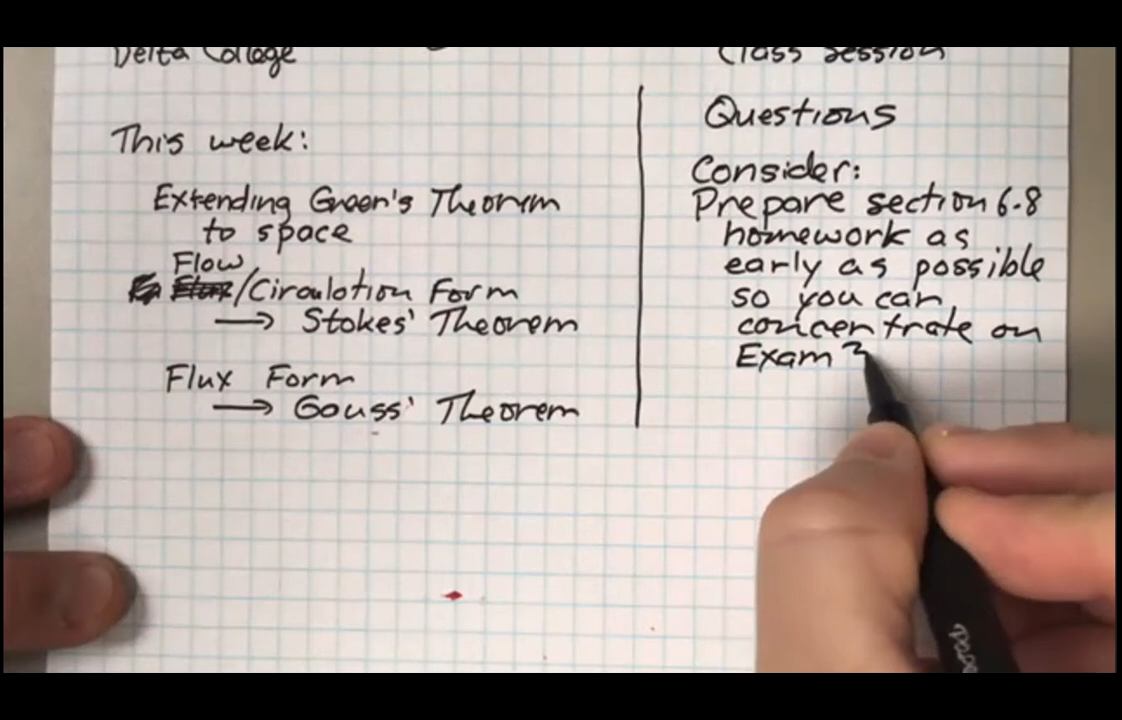 Delta College
This week:
Extending Green's Theorem
to space
Flow
/Circulation Form
→ Stokes' Theorem
Flux Form
→ Gauss' Theorem
Class Session
Questions
Consider:
Prepare section 6.8
homework as
early as possible
so you can
concentrate on
Exam